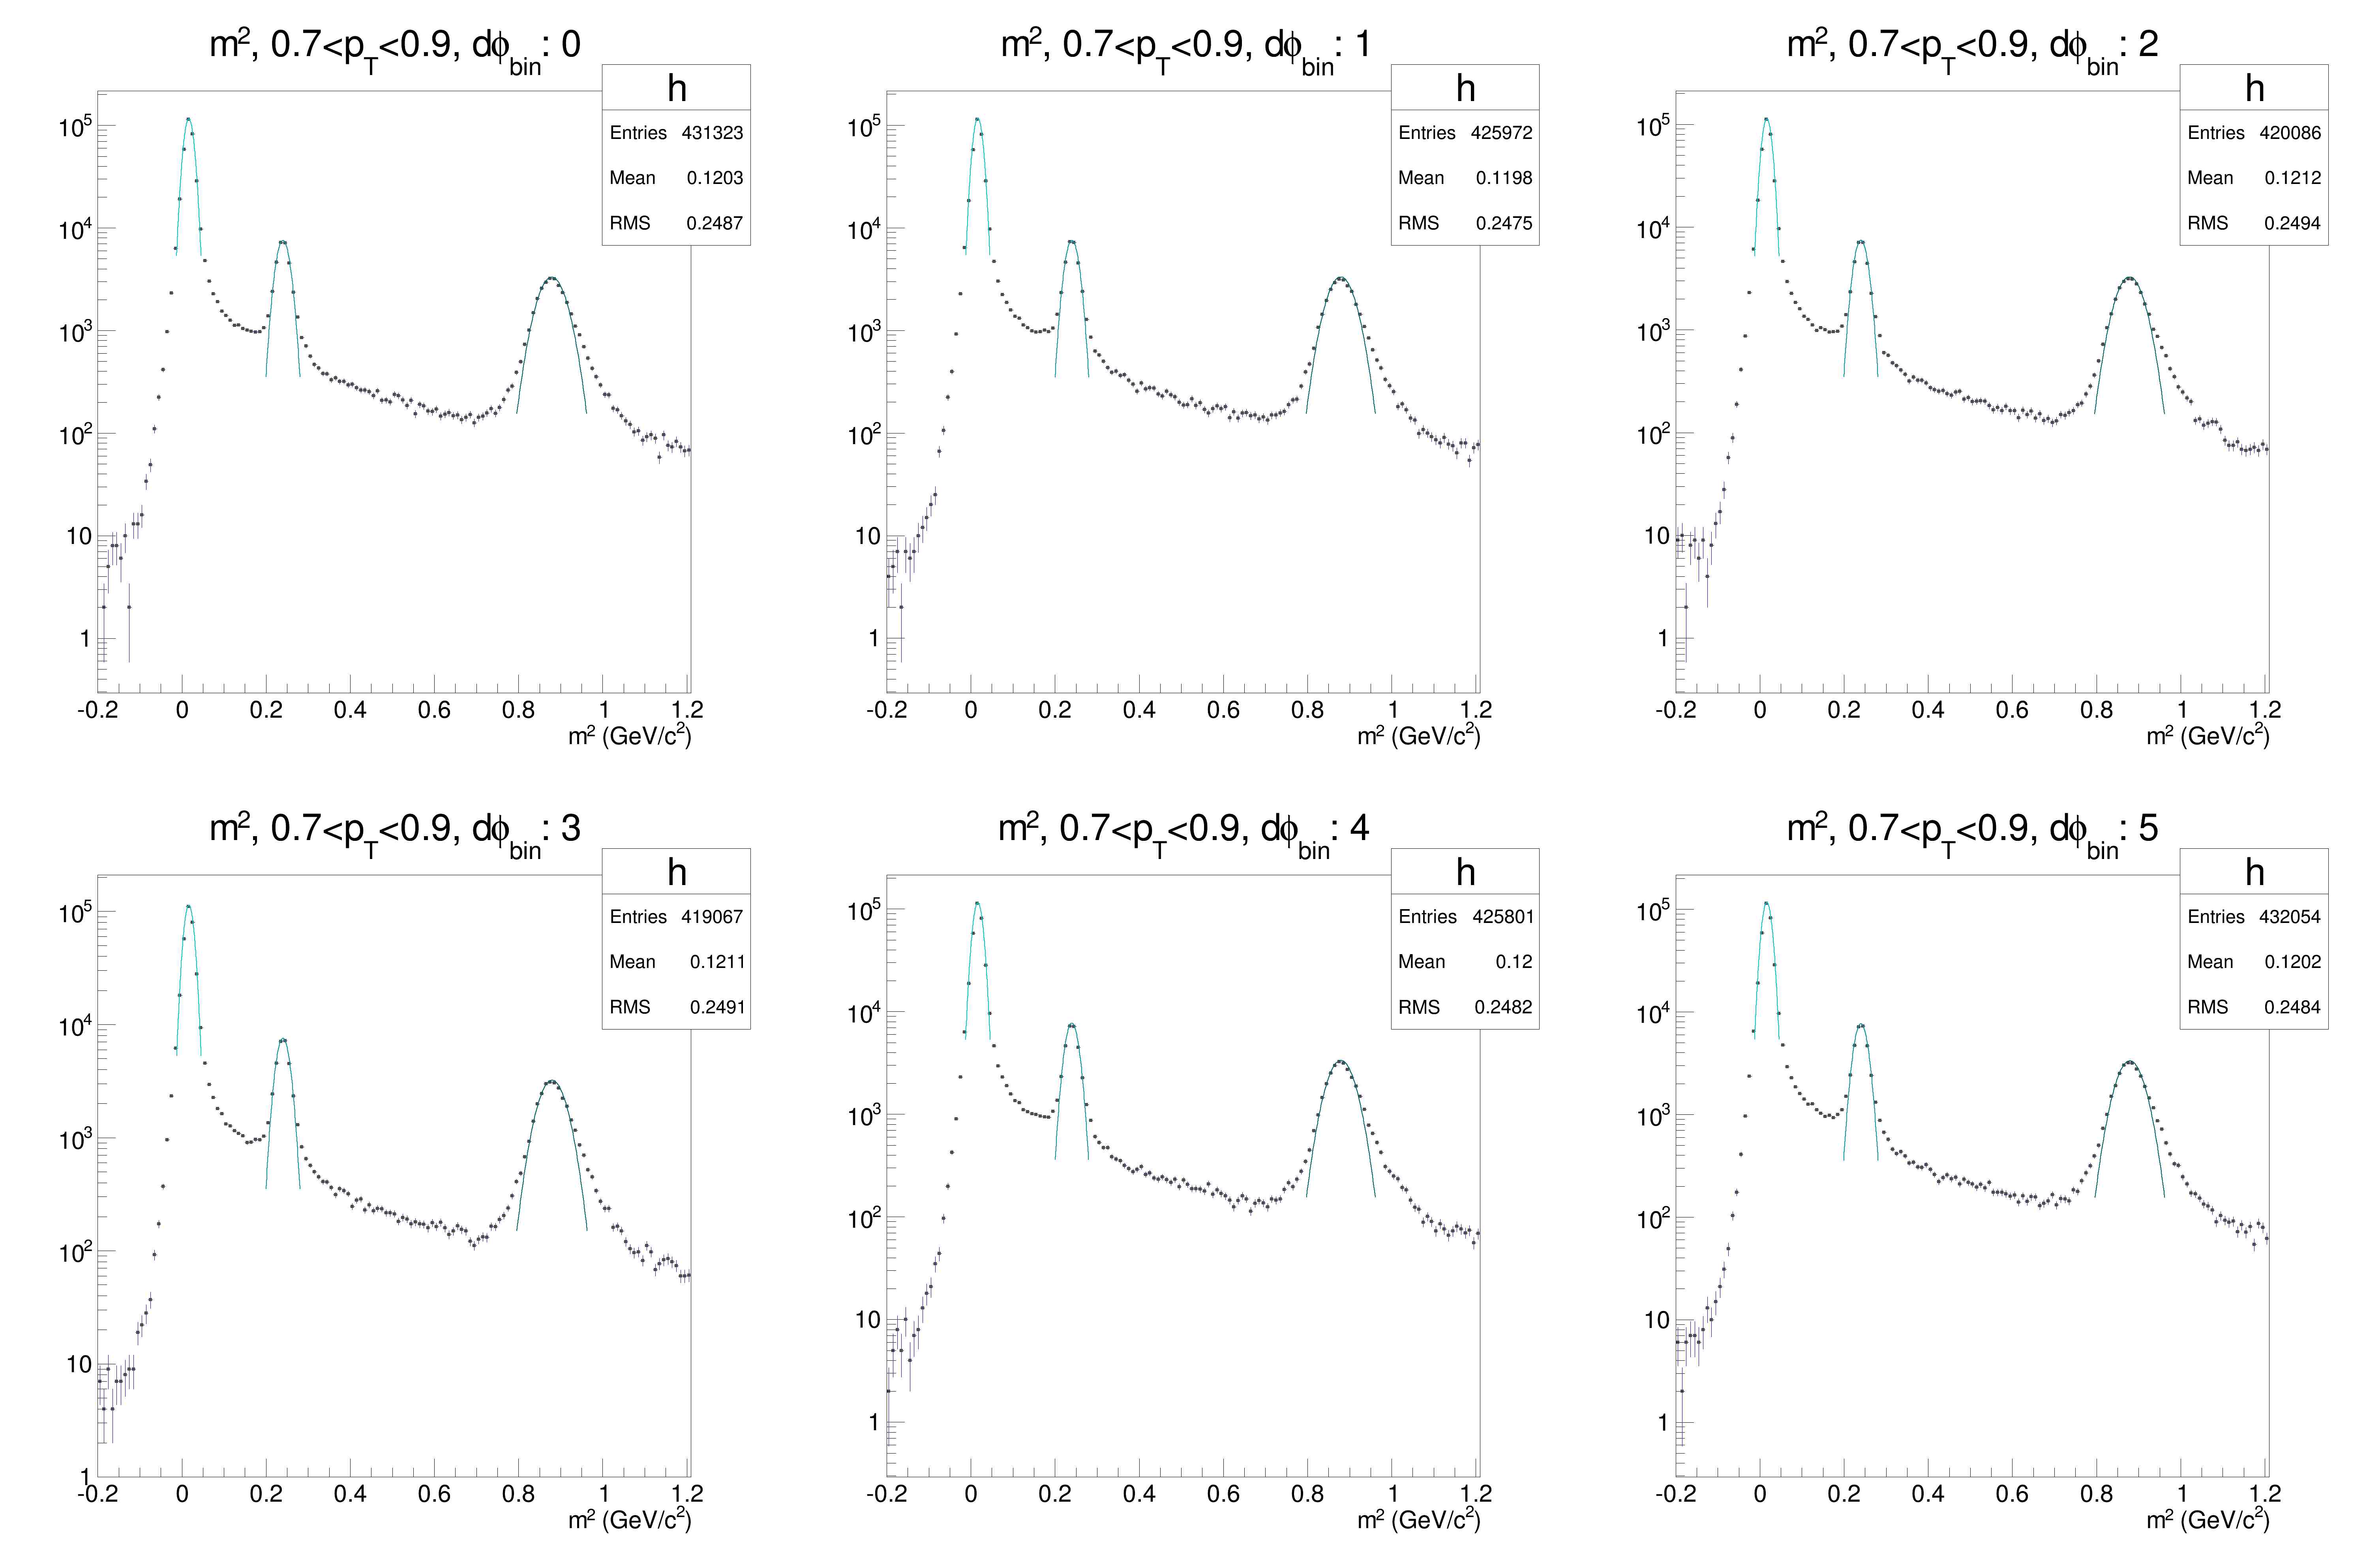 m², 0.7<p_T<0.9, dϕ_bin: 0
h
Entries 431323
Mean 0.1203
RMS 0.2487
10⁵
10⁴
10³
10²
10
1
-0.2 0 0.2 0.4 0.6 0.8 1 1.2
m² (GeV/c²)
m², 0.7<p_T<0.9, dϕ_bin: 1
h
Entries 425972
Mean 0.1198
RMS 0.2475
10⁵
10⁴
10³
10²
10
1
-0.2 0 0.2 0.4 0.6 0.8 1 1.2
m² (GeV/c²)
m², 0.7<p_T<0.9, dϕ_bin: 2
h
Entries 420086
Mean 0.1212
RMS 0.2494
10⁵
10⁴
10³
10²
10
1
-0.2 0 0.2 0.4 0.6 0.8 1 1.2
m² (GeV/c²)
m², 0.7<p_T<0.9, dϕ_bin: 3
h
Entries 419067
Mean 0.1211
RMS 0.2491
10⁵
10⁴
10³
10²
10
1
-0.2 0 0.2 0.4 0.6 0.8 1 1.2
m² (GeV/c²)
m², 0.7<p_T<0.9, dϕ_bin: 4
h
Entries 425801
Mean 0.12
RMS 0.2482
10⁵
10⁴
10³
10²
10
1
-0.2 0 0.2 0.4 0.6 0.8 1 1.2
m² (GeV/c²)
m², 0.7<p_T<0.9, dϕ_bin: 5
h
Entries 432054
Mean 0.1202
RMS 0.2484
10⁵
10⁴
10³
10²
10
1
-0.2 0 0.2 0.4 0.6 0.8 1 1.2
m² (GeV/c²)